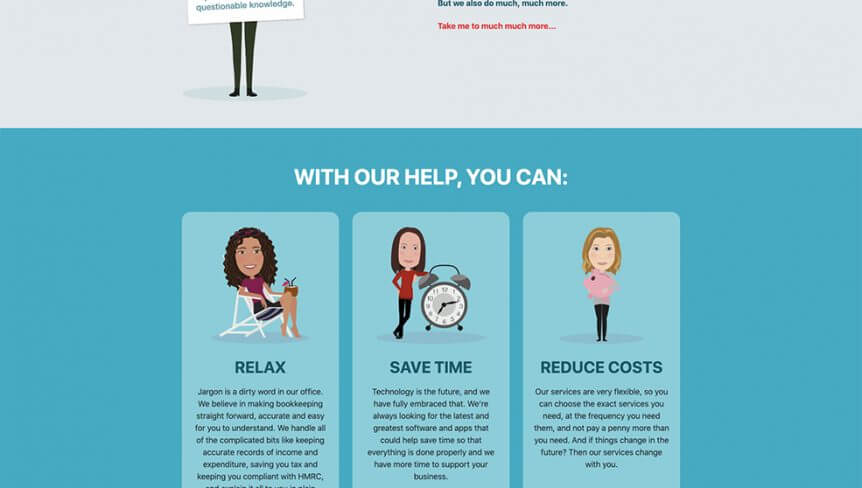 questionable knowledge.
But we also do much, much more.
Take me to much much more...
WITH OUR HELP, YOU CAN:
RELAX
Jargon is a dirty word in our office.
We believe in making bookkeeping
straight forward, accurate and easy
for you to understand. We handle all
of the complicated bits like keeping
accurate records of income and
expenditure, saving you tax and
keeping you compliant with HMRC,
and explain it all to you in plain
SAVE TIME
Technology is the future, and we
have fully embraced that. We're
always looking for the latest and
greatest software and apps that
could help save time so that
everything is done properly and we
have more time to support your
business.
REDUCE COSTS
Our services are very flexible, so you
can choose the exact services you
need, at the frequency you need
them, and not pay a penny more than
you need. And if things change in the
future? Then our services change
with you.